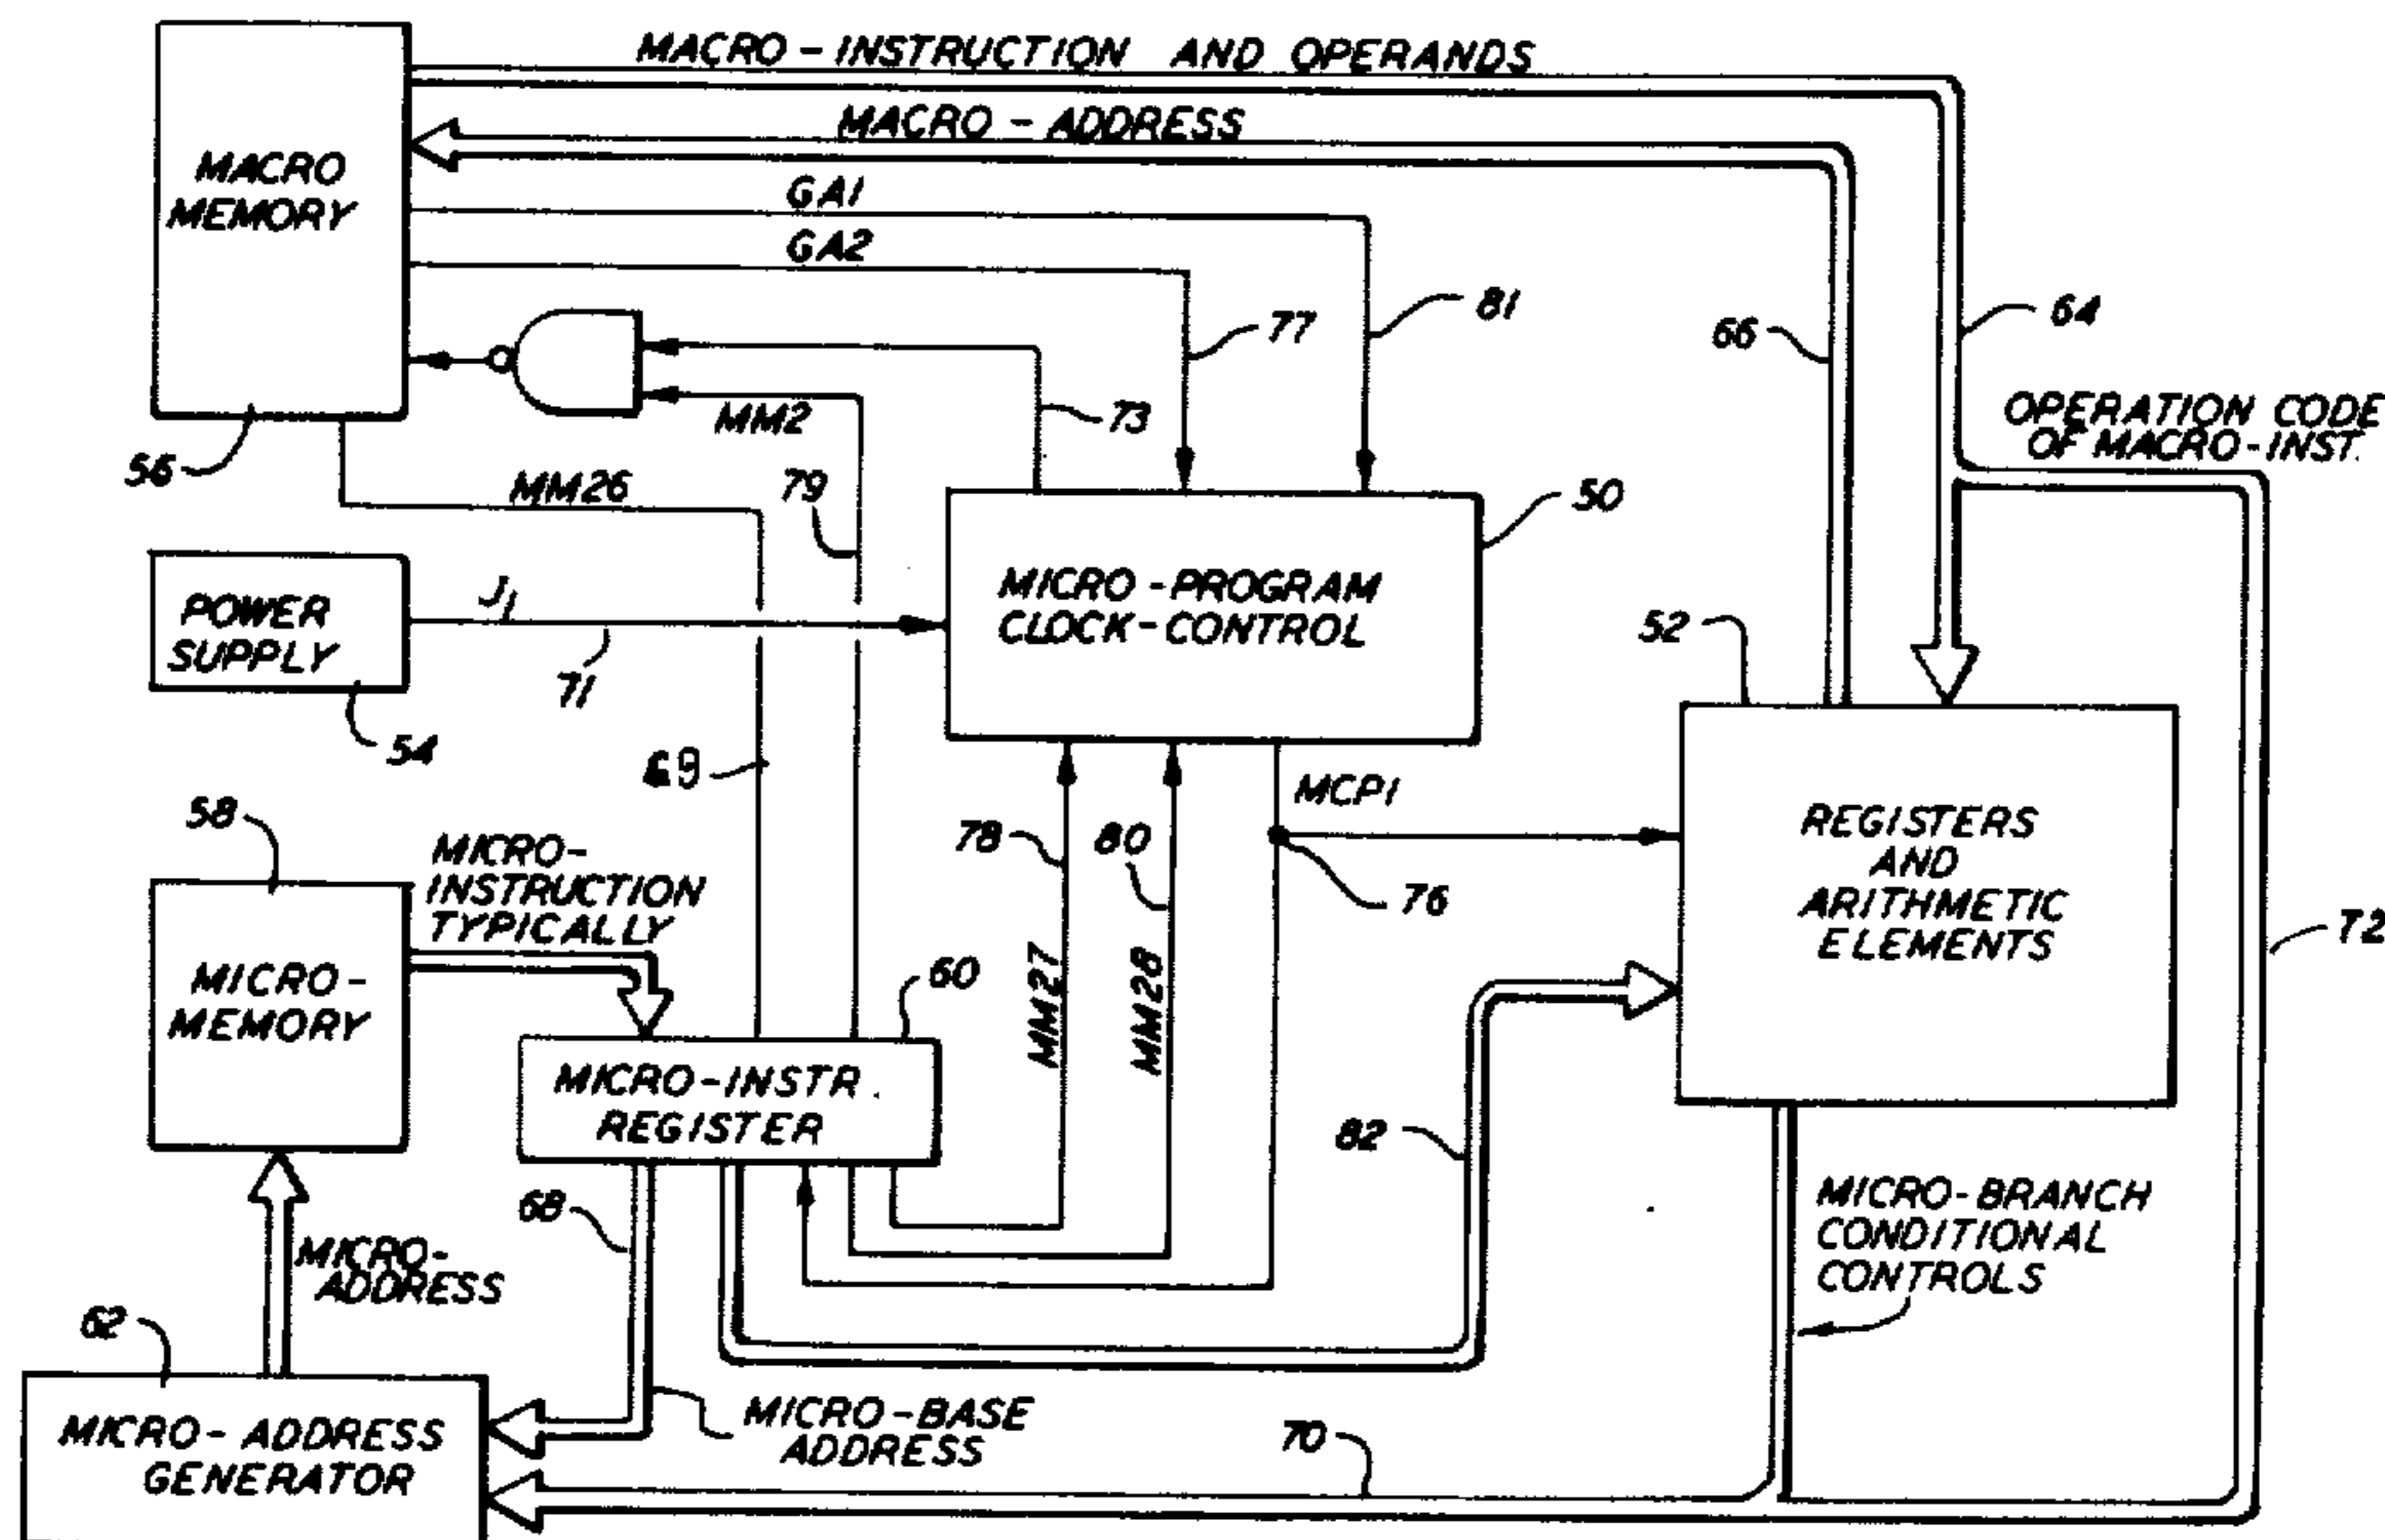 MACRO-INSTRUCTION AND OPERANDS
MACRO-ADDRESS
MACRO
MEMORY
GA1
GA2
81
77
66
64
73
MM2
OPERATION CODE
OF MACRO-INST.
56
MM26
79
50
POWER
SUPPLY
J1
71
MICRO-PROGRAM
CLOCK-CONTROL
52
54
69
MCP1
58
78
80
76
MICRO-
INSTRUCTION
TYPICALLY
REGISTERS
AND
ARITHMETIC
ELEMENTS
72
MICRO-
MEMORY
60
MM27
MM28
MICRO-INSTR.
REGISTER
82
68
MICRO-BRANCH
CONDITIONAL
CONTROLS
MICRO-
ADDRESS
62
MICRO-BASE
ADDRESS
70
MICRO-ADDRESS
GENERATOR